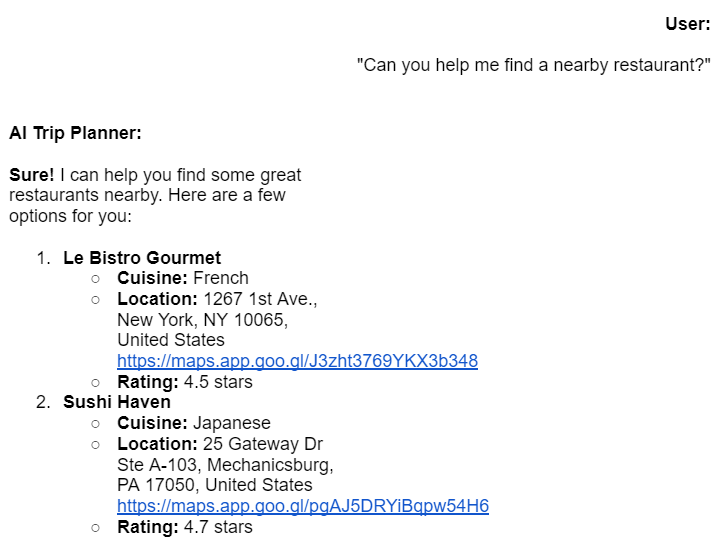 User:
"Can you help me find a nearby restaurant?"
AI Trip Planner:
Sure! I can help you find some great
restaurants nearby. Here are a few
options for you:
1. Le Bistro Gourmet
○ Cuisine: French
○ Location: 1267 1st Ave.,
New York, NY 10065,
United States
https://maps.app.goo.gl/J3zht3769YKX3b348
○ Rating: 4.5 stars
2. Sushi Haven
○ Cuisine: Japanese
○ Location: 25 Gateway Dr
Ste A-103, Mechanicsburg,
PA 17050, United States
https://maps.app.goo.gl/pgAJ5DRYiBqpw54H6
○ Rating: 4.7 stars